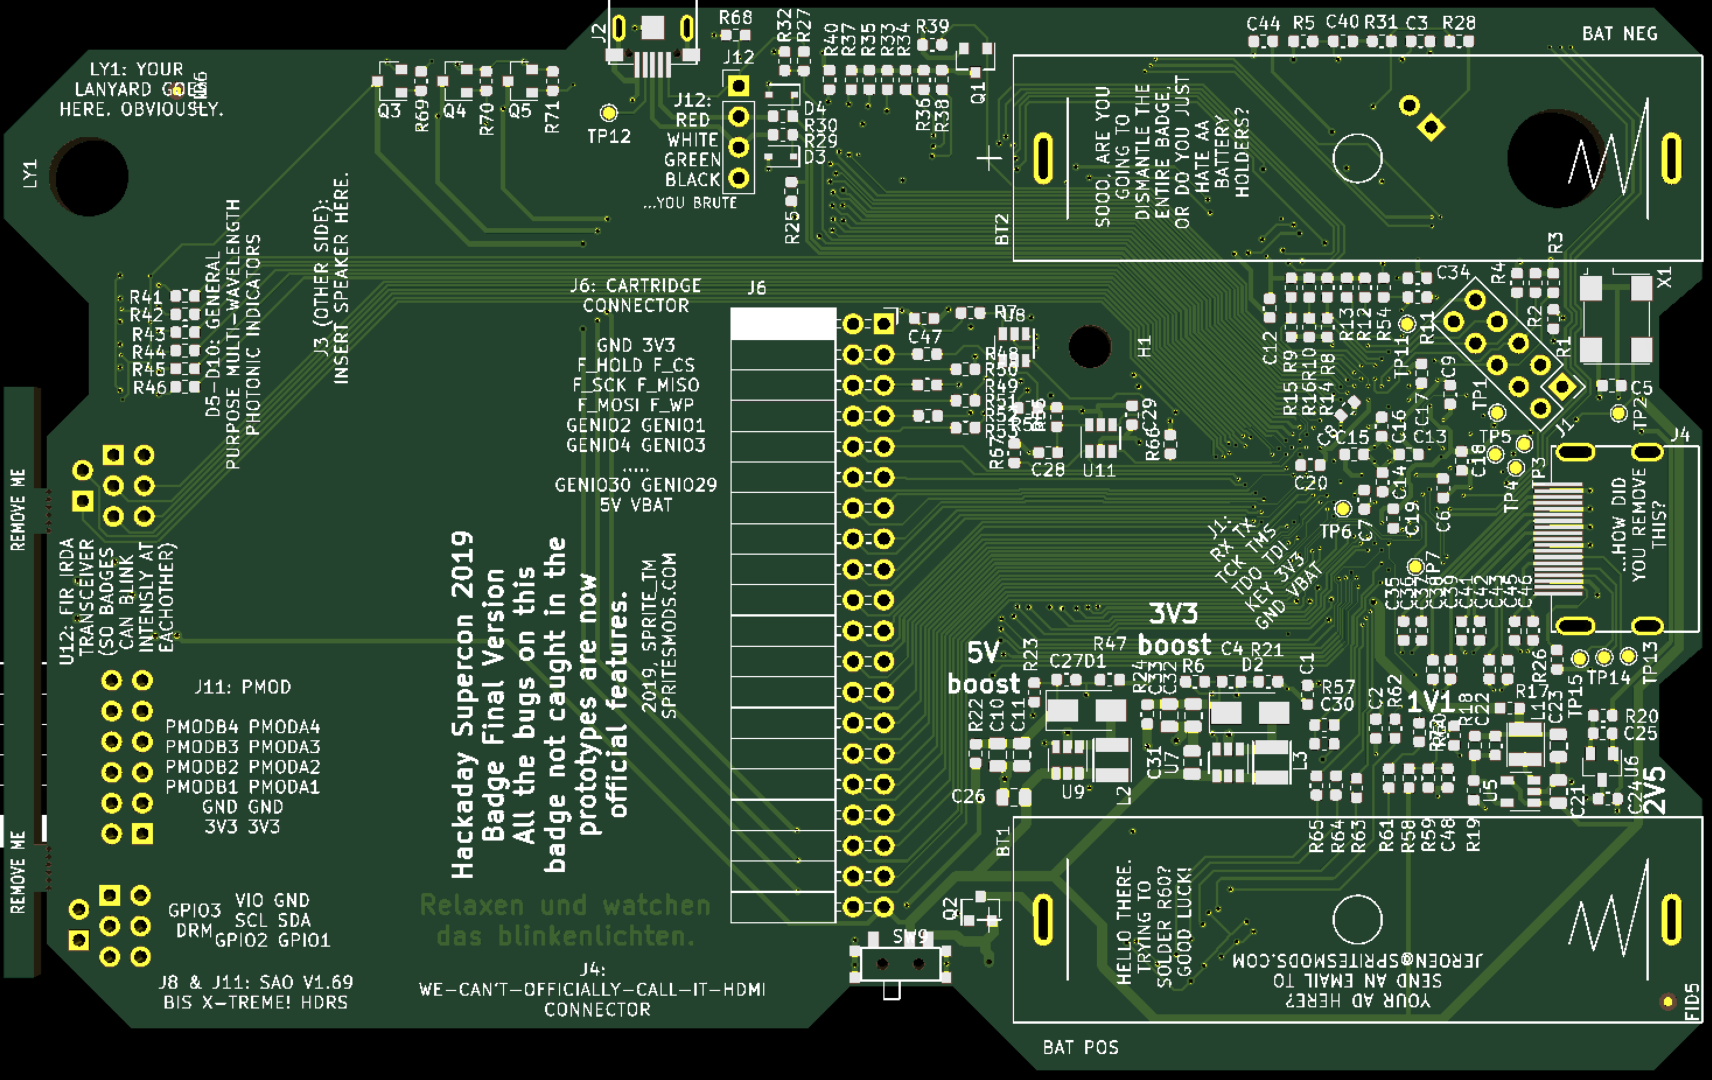 LY1: YOUR
LANYARD GOES
HERE. OBVIOUSLY.
LY1
Q3
R69
Q4
R70
Q5
R71
J2
TP12
R68
J12
J12:
RED
WHITE
GREEN
BLACK
...YOU BRUTE
R32
R27
D4
R30
R29
D3
R25
R40
R37
R35
R33
R34
R39
R36
R38
Q1
C44
R5
C40
R31
C3
R28
BAT NEG
SOOO, ARE YOU
GOING TO
DISMANTLE THE
ENTIRE BADGE,
OR DO YOU JUST
HATE AA
BATTERY
HOLDERS?
BT2
R41
R42
R43
R44
R45
R46
D5-D10: GENERAL
PURPOSE MULTI-WAVELENGTH
PHOTONIC INDICATORS
J3 (OTHER SIDE):
INSERT SPEAKER HERE.
J6: CARTRIDGE
CONNECTOR
J6
GND 3V3
F_HOLD F_CS
F_SCK F_MISO
F_MOSI F_WP
GENIO2 GENIO1
GENIO4 GENIO3
.....
GENIO30 GENIO29
5V VBAT
C47
R48
R50
R49
R51
R52
R53
R67
C28
U11
C29
R66
H1
C12
R9
R10
R8
R13
R12
R54
R15
R16
R14
TP11
R11
C34
R4
R3
R2
R1
X1
C9
TP1
C17
C16
C15
C13
C14
C20
C18
TP5
TP4
TP3
J1
C5
TP2
J4
TP6
C7
C19
C6
TP7
...HOW DID
YOU REMOVE
THIS?
J1:
RX TX
TCK TMS
TDO TDI
KEY 3V3
GND VBAT
REMOVE ME
U12: FIR IRDA
TRANSCEIVER
(SO BADGES
CAN BLINK
INTENSLY AT
EACHOTHER)
Hackaday Supercon 2019
Badge Final Version
All the bugs on this
badge not caught in the
prototypes are now
official features.
2019, SPRITE_TM
SPRITESMODS.COM
3V3
boost
5V
boost
1V1
2V5
C35
C36
C37
C38
C39
C41
C42
C43
C45
C46
R23
C27
D1
R47
R24
C33
C32
R6
C4
R21
D2
C1
R57
C30
C2
R62
R18
C22
R17
L1
C23
R26
TP15
TP14
TP13
R20
C25
U6
C24
C21
U5
R19
C48
R59
R58
R61
R63
R64
R65
R22
C10
C11
C26
U9
L2
C31
U7
L3
J11: PMOD
PMODB4 PMODA4
PMODB3 PMODA3
PMODB2 PMODA2
PMODB1 PMODA1
GND GND
3V3 3V3
REMOVE ME
GPIO3
DRM
VIO GND
SCL SDA
GPIO2 GPIO1
J8 & J11: SAO V1.69
BIS X-TREME! HDRS
Relaxen und watchen
das blinkenlichten.
J4:
WE-CAN'T-OFFICIALLY-CALL-IT-HDMI
CONNECTOR
SW9
Q2
BT1
HELLO THERE.
TRYING TO
SOLDER R60?
GOOD LUCK!
YOUR AD HERE?
SEND AN EMAIL TO
JEROEN@SPRITESMODS.COM
FID5
BAT POS